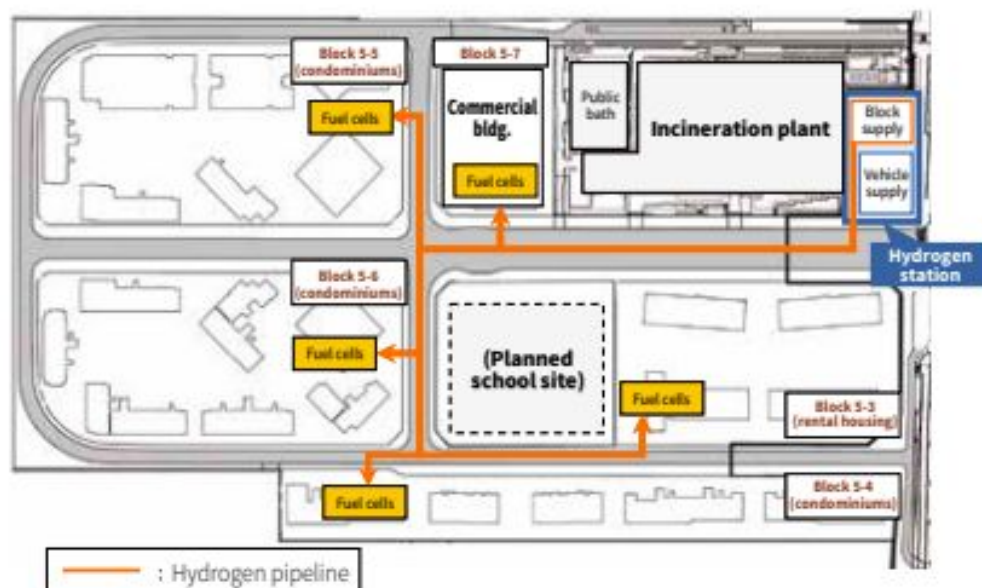 Block 5-5
(condominiums)
Fuel cells
Block 5-7
Commercial
bldg.
Fuel cells
Public
bath
Incineration plant
Block
supply
Vehicle
supply
Hydrogen
station
Block 5-6
(condominiums)
Fuel cells
(Planned
school site)
Fuel cells
Block 5-3
(rental housing)
Fuel cells
Block 5-4
(condominiums)
: Hydrogen pipeline